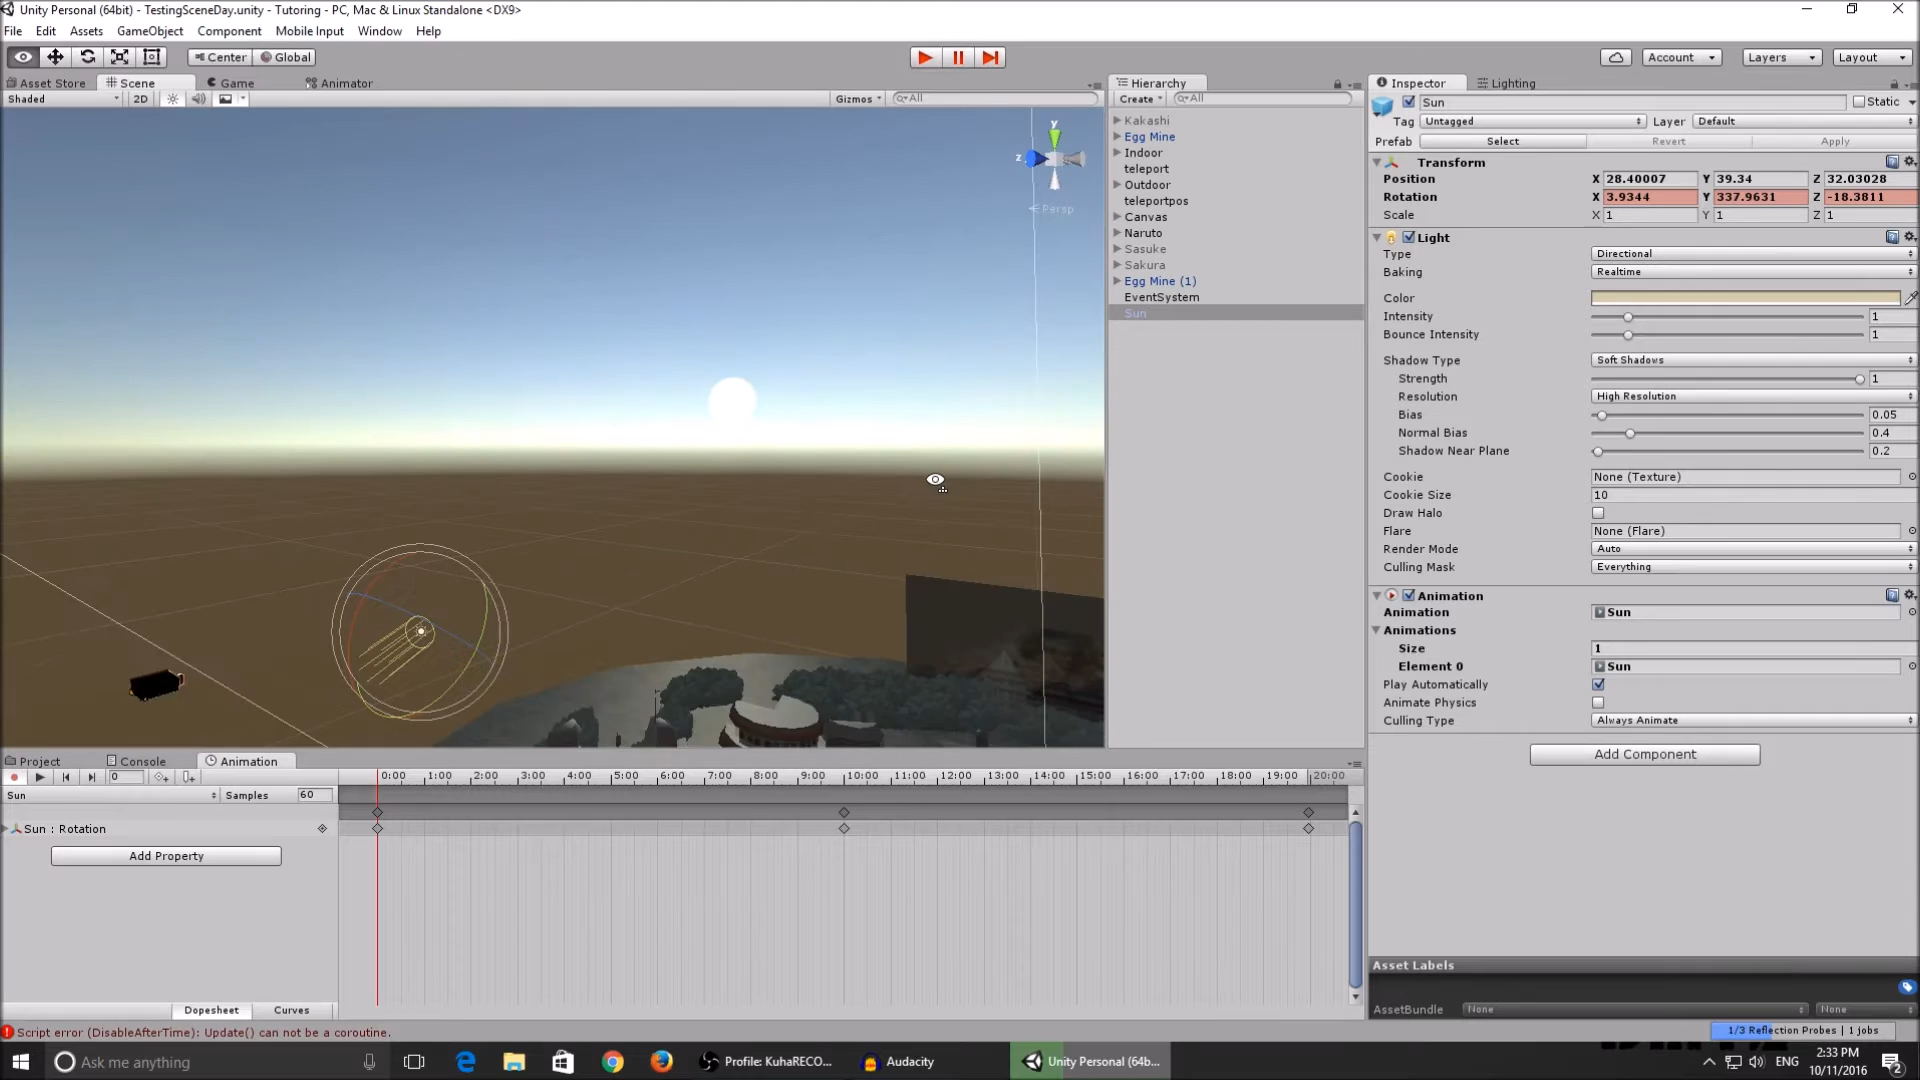 Unity Personal (64bit) - TestingSceneDay.unity - Tutoring - PC, Mac & Linux Standalone <DX9>
File Edit Assets GameObject Component Mobile Input Window Help
Center Global Account Layers Layout
Asset Store Scene Game Animator
Shaded 2D Gizmos All
y
z
Persp
Hierarchy
Create All
Kakashi
Egg Mine
Indoor
teleport
Outdoor
teleportpos
Canvas
Naruto
Sasuke
Sakura
Egg Mine (1)
EventSystem
Sun
Inspector Lighting
Sun Static
Tag Untagged Layer Default
Prefab Select Revert Apply
Transform
Position X 28.40007 Y 39.34 Z 32.03028
Rotation X 3.9344 Y 337.9631 Z -18.3811
Scale X 1 Y 1 Z 1
Light
Type Directional
Baking Realtime
Color
Intensity 1
Bounce Intensity 1
Shadow Type Soft Shadows
Strength 1
Resolution High Resolution
Bias 0.05
Normal Bias 0.4
Shadow Near Plane 0.2
Cookie None (Texture)
Cookie Size 10
Draw Halo
Flare None (Flare)
Render Mode Auto
Culling Mask Everything
Animation
Animation Sun
Animations
Size 1
Element 0 Sun
Play Automatically
Animate Physics
Culling Type Always Animate
Add Component
Asset Labels
AssetBundle None None
Project Console Animation
0 0:00 1:00 2:00 3:00 4:00 5:00 6:00 7:00 8:00 9:00 10:00 11:00 12:00 13:00 14:00 15:00 16:00 17:00 18:00 19:00 20:00
Sun Samples 60
Sun : Rotation
Add Property
Dopesheet Curves
Script error (DisableAfterTime): Update() can not be a coroutine.
1/3 Reflection Probes | 1 jobs
Ask me anything Profile: KuhaRECO... Audacity Unity Personal (64b... ENG
2:33 PM
10/11/2016
2